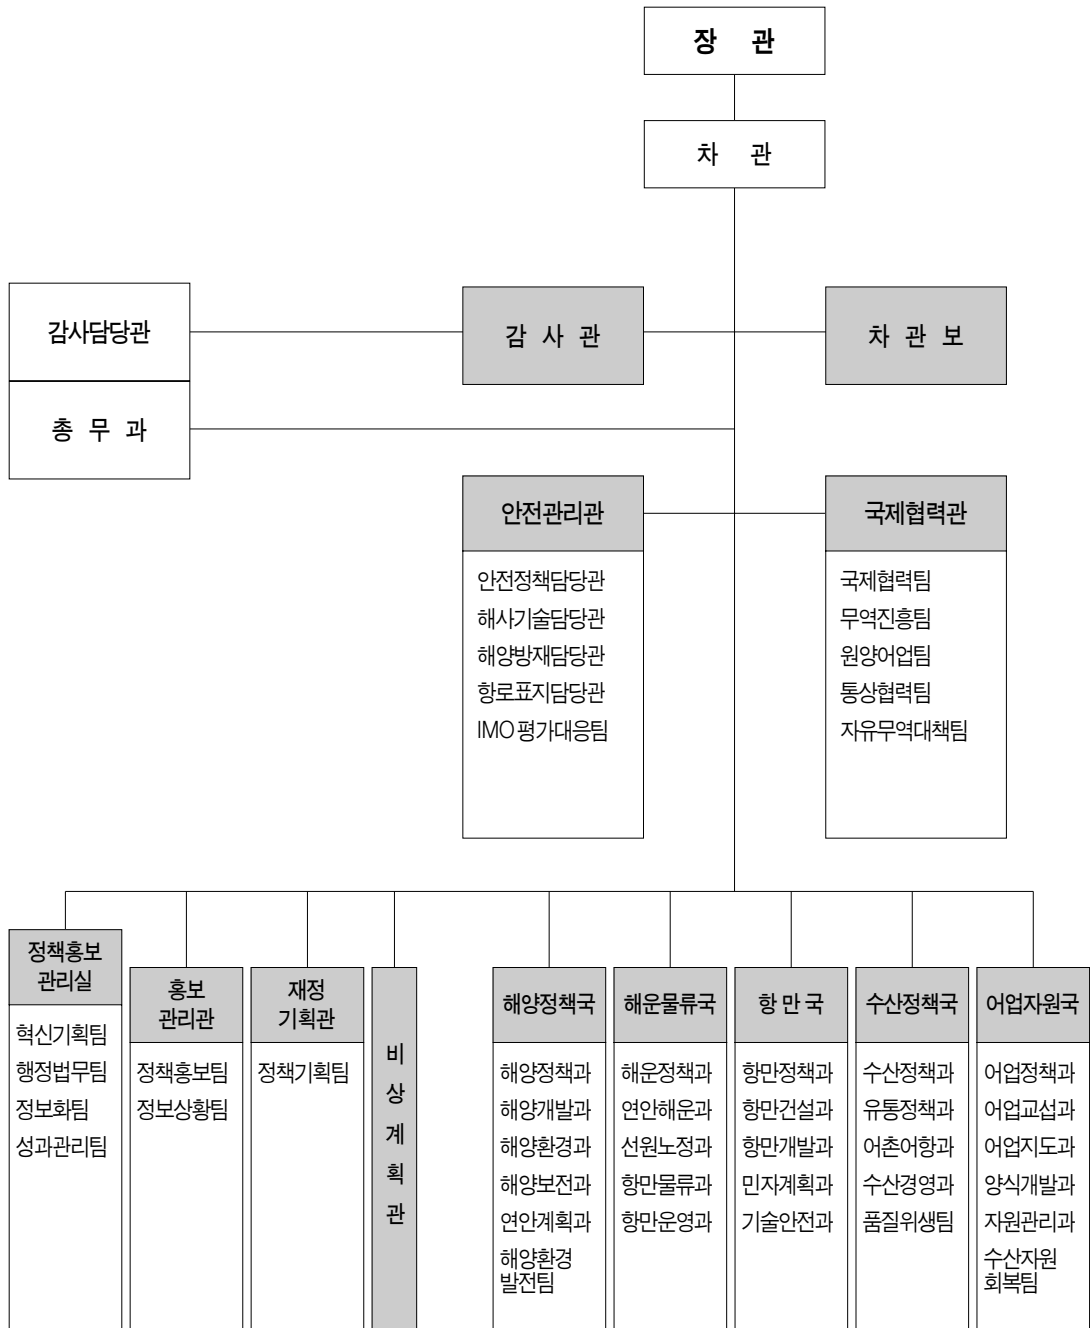 장 관
차 관
감사담당관
감 사 관
차 관 보
총 무 과
안전관리관
안전정책담당관
해사기술담당관
해양방재담당관
항로표지담당관
IMO 평가대응팀
국제협력관
국제협력팀
무역진흥팀
원양어업팀
통상협력팀
자유무역대책팀
정책홍보
관리실
혁신기획팀
행정법무팀
정보화팀
성과관리팀
홍보
관리관
정책홍보팀
정보상황팀
재정
기획관
정책기획팀
비
상
계
획
관
해양정책국
해양정책과
해양개발과
해양환경과
해양보전과
연안계획과
해양환경
발전팀
해운물류국
해운정책과
연안해운과
선원노정과
항만물류과
항만운영과
항 만 국
항만정책과
항만건설과
항만개발과
민자계획과
기술안전과
수산정책국
수산정책과
유통정책과
어촌어항과
수산경영과
품질위생팀
어업자원국
어업정책과
어업교섭과
어업지도과
양식개발과
자원관리과
수산자원
회복팀